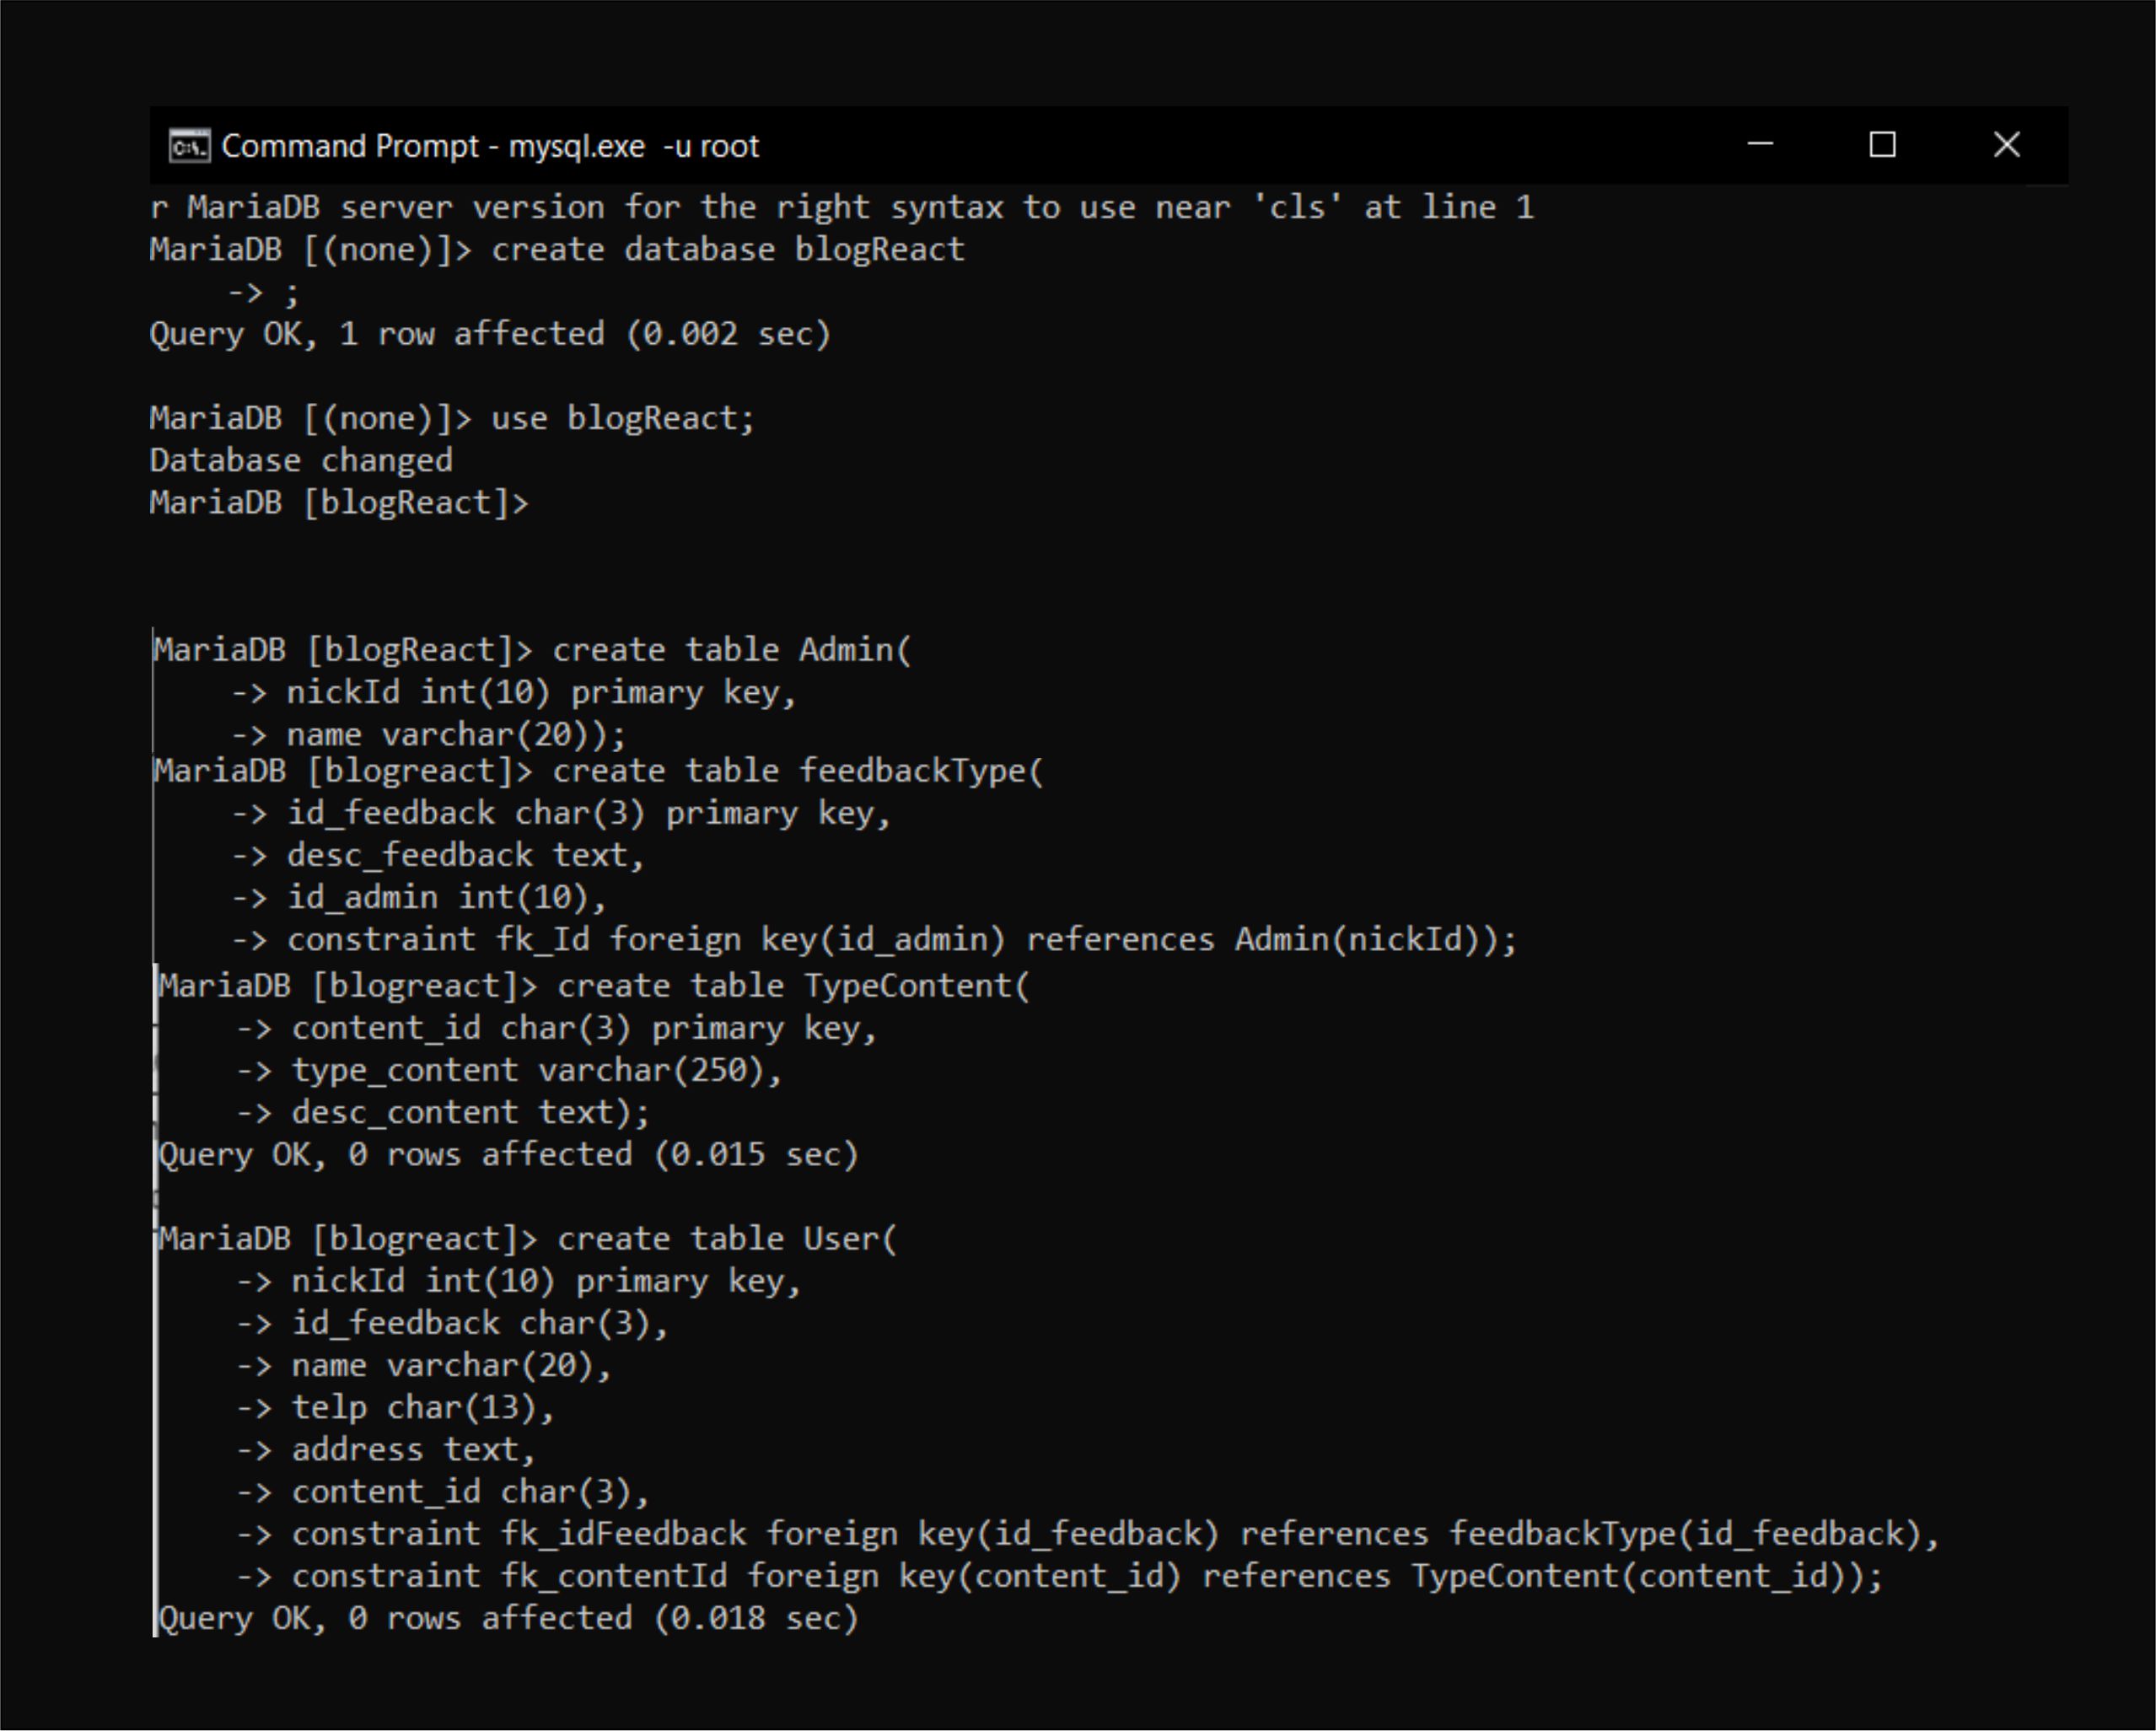 Command Prompt - mysql.exe  -u root
r MariaDB server version for the right syntax to use near 'cls' at line 1
MariaDB [(none)]> create database blogReact
    -> ;
Query OK, 1 row affected (0.002 sec)
MariaDB [(none)]> use blogReact;
Database changed
MariaDB [blogReact]>
MariaDB [blogReact]> create table Admin(
    -> nickId int(10) primary key,
    -> name varchar(20));
MariaDB [blogreact]> create table feedbackType(
    -> id_feedback char(3) primary key,
    -> desc_feedback text,
    -> id_admin int(10),
    -> constraint fk_Id foreign key(id_admin) references Admin(nickId));
MariaDB [blogreact]> create table TypeContent(
    -> content_id char(3) primary key,
    -> type_content varchar(250),
    -> desc_content text);
Query OK, 0 rows affected (0.015 sec)
MariaDB [blogreact]> create table User(
    -> nickId int(10) primary key,
    -> id_feedback char(3),
    -> name varchar(20),
    -> telp char(13),
    -> address text,
    -> content_id char(3),
    -> constraint fk_idFeedback foreign key(id_feedback) references feedbackType(id_feedback),
    -> constraint fk_contentId foreign key(content_id) references TypeContent(content_id));
Query OK, 0 rows affected (0.018 sec)